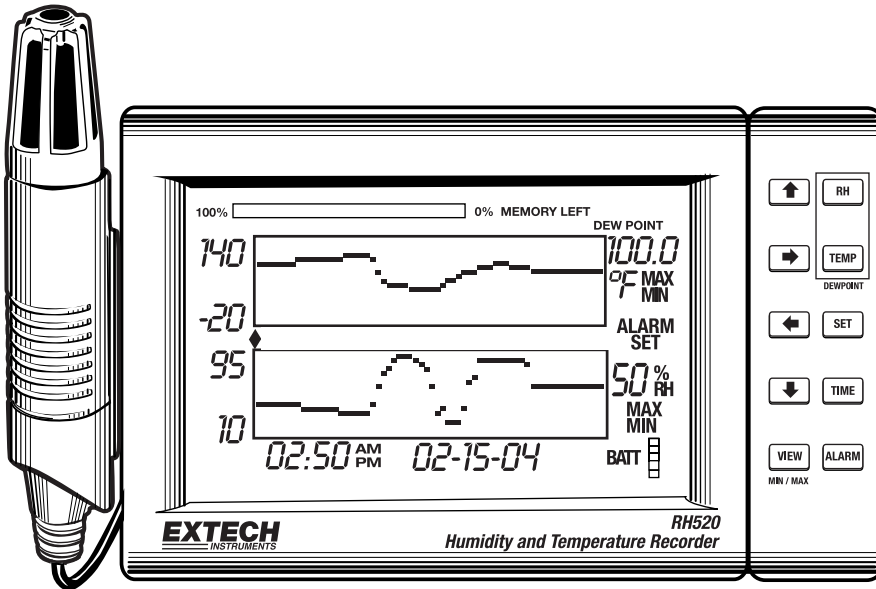 100% 0% MEMORY LEFT
DEW POINT
140 100.0
°F MAX
MIN
-20
ALARM
SET
95
50 %
RH
MAX
MIN
10
02:50 AM
PM 02-15-04
BATT
EXTECH
INSTRUMENTS
RH520
Humidity and Temperature Recorder
RH
TEMP
DEWPOINT
SET
TIME
VIEW ALARM
MIN / MAX